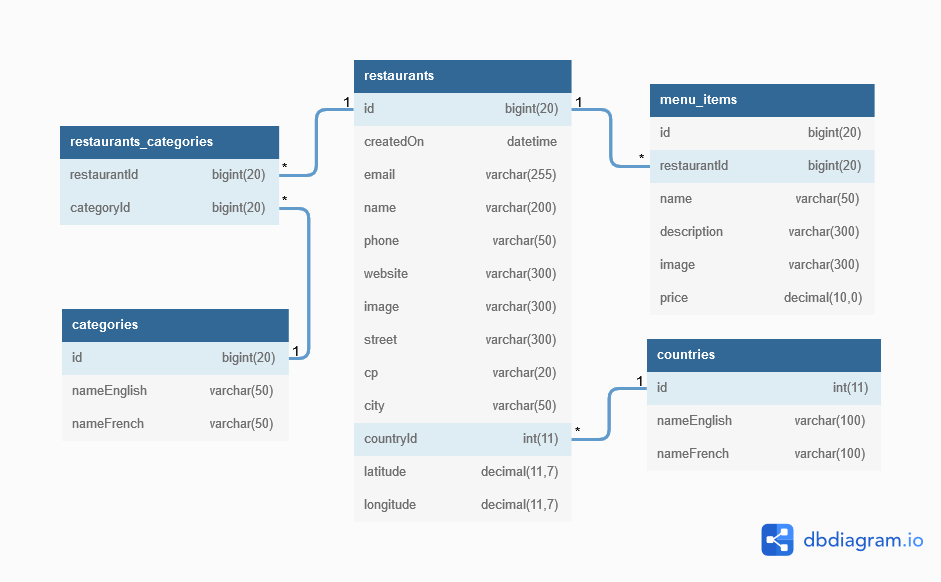 restaurants
1 id bigint(20) 1
createdOn datetime
email varchar(255)
name varchar(200)
phone varchar(50)
website varchar(300)
image varchar(300)
street varchar(300)
cp varchar(20)
city varchar(50)
countryId int(11) *
latitude decimal(11,7)
longitude decimal(11,7)
restaurants_categories
restaurantId bigint(20) *
categoryId bigint(20) *
categories
id bigint(20) 1
nameEnglish varchar(50)
nameFrench varchar(50)
menu_items
id bigint(20)
* restaurantId bigint(20)
name varchar(50)
description varchar(300)
image varchar(300)
price decimal(10,0)
countries
1 id int(11)
nameEnglish varchar(100)
nameFrench varchar(100)
dbdiagram.io